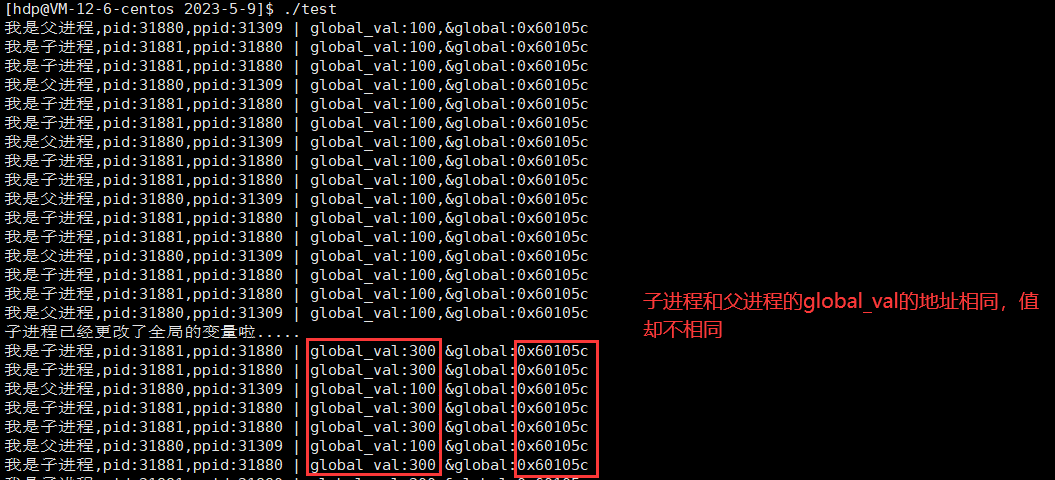 [hdp@VM-12-6-centos 2023-5-9]$ ./test
我是父进程,pid:31880,ppid:31309 | global_val:100,&global:0x60105c
我是子进程,pid:31881,ppid:31880 | global_val:100,&global:0x60105c
我是子进程,pid:31881,ppid:31880 | global_val:100,&global:0x60105c
我是父进程,pid:31880,ppid:31309 | global_val:100,&global:0x60105c
我是子进程,pid:31881,ppid:31880 | global_val:100,&global:0x60105c
我是子进程,pid:31881,ppid:31880 | global_val:100,&global:0x60105c
我是父进程,pid:31880,ppid:31309 | global_val:100,&global:0x60105c
我是子进程,pid:31881,ppid:31880 | global_val:100,&global:0x60105c
我是子进程,pid:31881,ppid:31880 | global_val:100,&global:0x60105c
我是父进程,pid:31880,ppid:31309 | global_val:100,&global:0x60105c
我是子进程,pid:31881,ppid:31880 | global_val:100,&global:0x60105c
我是子进程,pid:31881,ppid:31880 | global_val:100,&global:0x60105c
我是父进程,pid:31880,ppid:31309 | global_val:100,&global:0x60105c
我是子进程,pid:31881,ppid:31880 | global_val:100,&global:0x60105c
我是子进程,pid:31881,ppid:31880 | global_val:100,&global:0x60105c
我是父进程,pid:31880,ppid:31309 | global_val:100,&global:0x60105c
子进程已经更改了全局的变量啦.....
我是子进程,pid:31881,ppid:31880 | global_val:300,&global:0x60105c
我是子进程,pid:31881,ppid:31880 | global_val:300,&global:0x60105c
我是父进程,pid:31880,ppid:31309 | global_val:100,&global:0x60105c
我是子进程,pid:31881,ppid:31880 | global_val:300,&global:0x60105c
我是子进程,pid:31881,ppid:31880 | global_val:300,&global:0x60105c
我是父进程,pid:31880,ppid:31309 | global_val:100,&global:0x60105c
我是子进程,pid:31881,ppid:31880 | global_val:300,&global:0x60105c
子进程和父进程的global_val的地址相同，值
却不相同